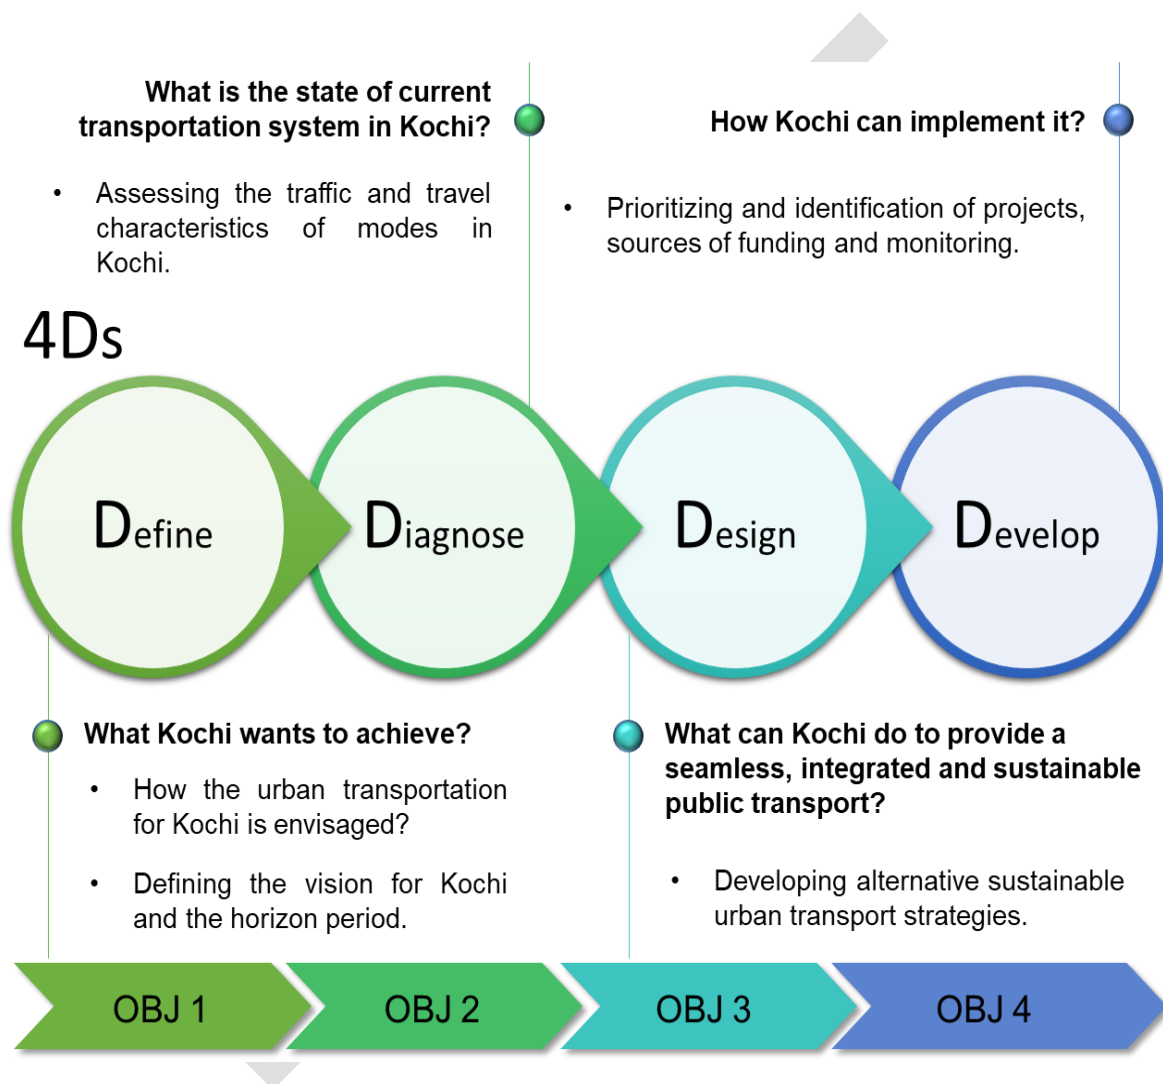 What is the state of current
transportation system in Kochi?
• Assessing the traffic and travel
characteristics of modes in
Kochi.
How Kochi can implement it?
• Prioritizing and identification of projects,
sources of funding and monitoring.
4Ds
Define
Diagnose
Design
Develop
What Kochi wants to achieve?
• How the urban transportation
for Kochi is envisaged?
• Defining the vision for Kochi
and the horizon period.
What can Kochi do to provide a
seamless, integrated and sustainable
public transport?
• Developing alternative sustainable
urban transport strategies.
OBJ 1
OBJ 2
OBJ 3
OBJ 4